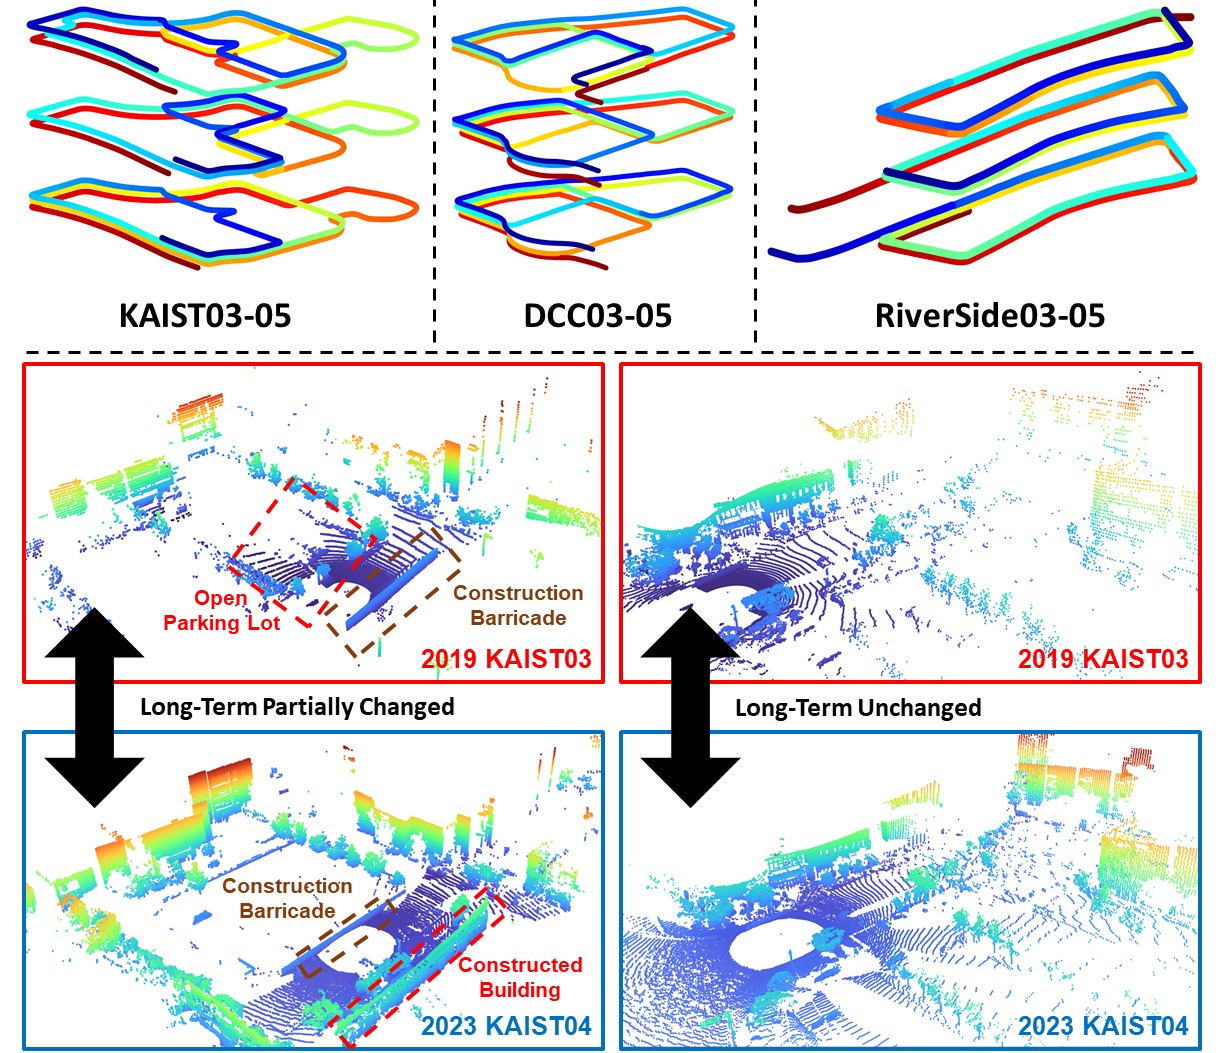 KAIST03-05
DCC03-05
RiverSide03-05
Open
Parking Lot
Construction
Barricade
2019 KAIST03
2019 KAIST03
Long-Term Partially Changed
Long-Term Unchanged
Construction
Barricade
Constructed
Building
2023 KAIST04
2023 KAIST04